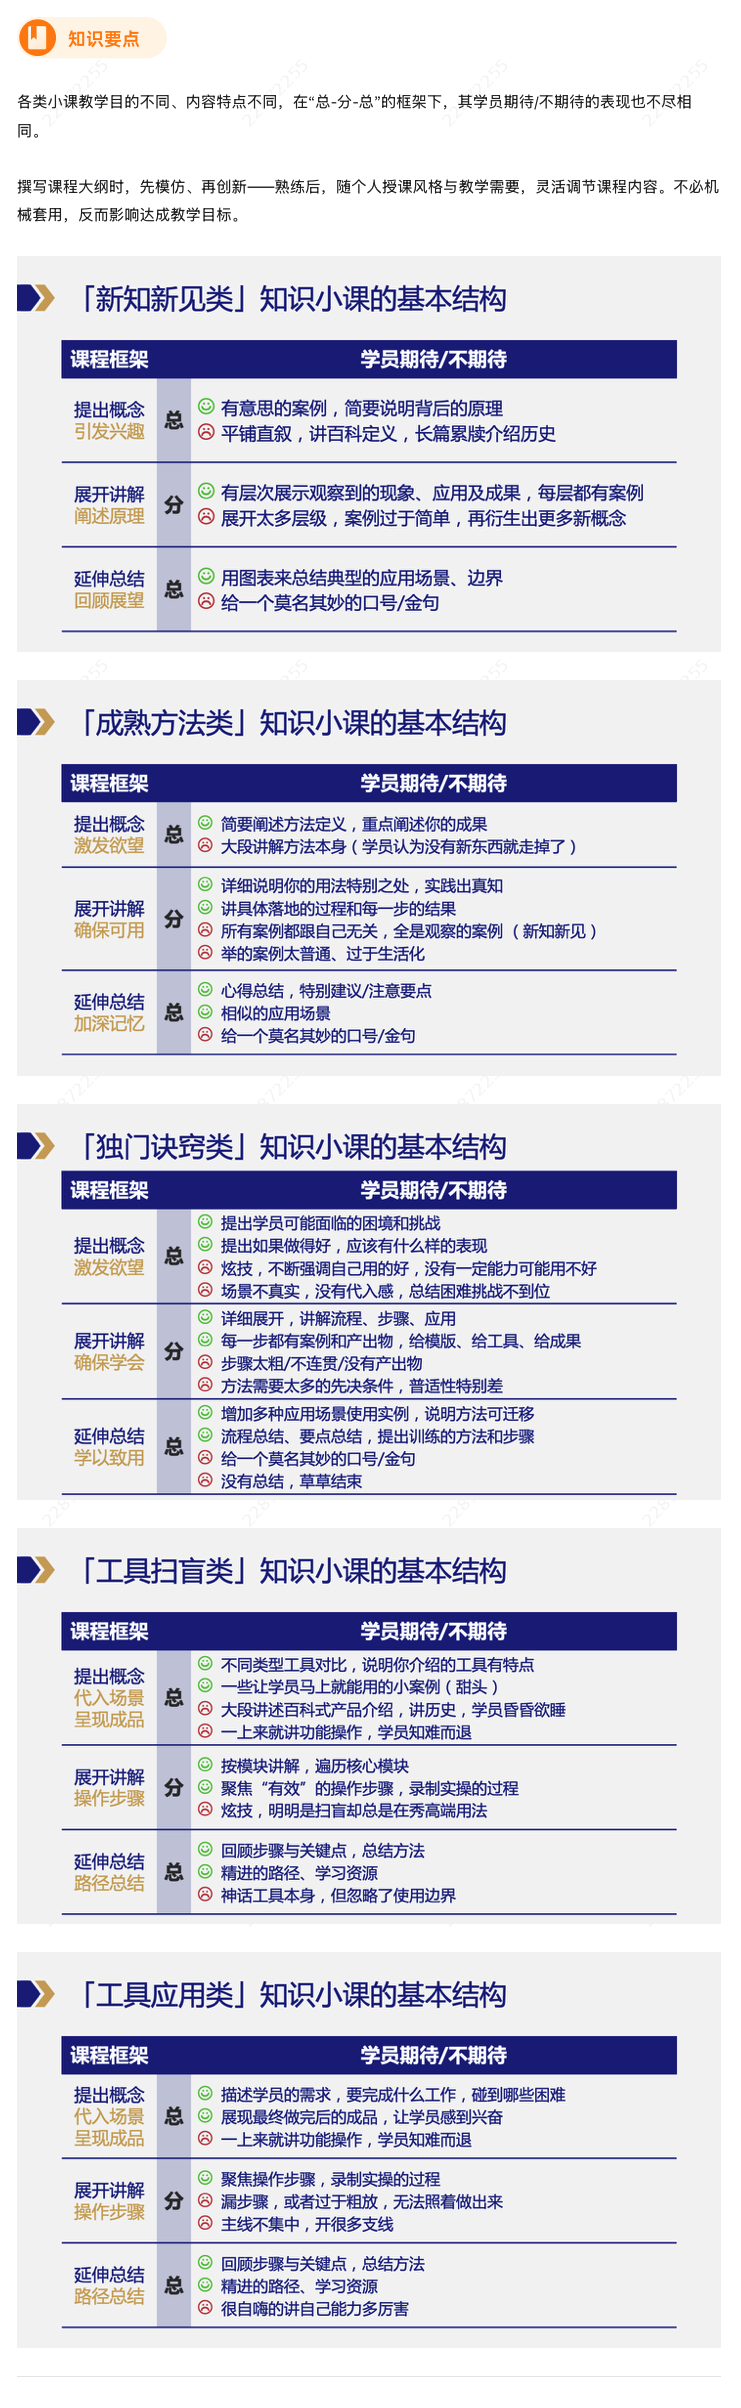 知识要点
各类小课教学目的不同、内容特点不同，在“总-分-总”的框架下，其学员期待/不期待的表现也不尽相
同。
撰写课程大纲时，先模仿、再创新——熟练后，随个人授课风格与教学需要，灵活调节课程内容。不必机
械套用，反而影响达成教学目标。
「新知新见类」知识小课的基本结构
课程框架 学员期待/不期待
提出概念
引发兴趣
总
有意思的案例，简要说明背后的原理
平铺直叙，讲百科定义，长篇累牍介绍历史
展开讲解
阐述原理
分
有层次展示观察到的现象、应用及成果，每层都有案例
展开太多层级，案例过于简单，再衍生出更多新概念
延伸总结
回顾展望
总
用图表来总结典型的应用场景、边界
给一个莫名其妙的口号/金句
「成熟方法类」知识小课的基本结构
课程框架 学员期待/不期待
提出概念
激发欲望
总
简要阐述方法定义，重点阐述你的成果
大段讲解方法本身（学员认为没有新东西就走掉了）
展开讲解
确保可用
分
详细说明你的用法特别之处，实践出真知
讲具体落地的过程和每一步的结果
所有案例都跟自己无关，全是观察的案例（新知新见）
举的案例太普通、过于生活化
延伸总结
加深记忆
总
心得总结，特别建议/注意要点
相似的应用场景
给一个莫名其妙的口号/金句
「独门诀窍类」知识小课的基本结构
课程框架 学员期待/不期待
提出概念
激发欲望
总
提出学员可能面临的困境和挑战
提出如果做得好，应该有什么样的表现
炫技，不断强调自己用的好，没有一定能力可能用不好
场景不真实，没有代入感，总结困难挑战不到位
展开讲解
确保学会
分
详细展开，讲解流程、步骤、应用
每一步都有案例和产出物，给模版、给工具、给成果
步骤太粗/不连贯/没有产出物
方法需要太多的先决条件，普适性特别差
延伸总结
学以致用
总
增加多种应用场景使用实例，说明方法可迁移
流程总结、要点总结，提出训练的方法和步骤
给一个莫名其妙的口号/金句
没有总结，草草结束
「工具扫盲类」知识小课的基本结构
课程框架 学员期待/不期待
提出概念
代入场景
呈现成品
总
不同类型工具对比，说明你介绍的工具有特点
一些让学员马上就能用的小案例（甜头）
大段讲述百科式产品介绍，讲历史，学员昏昏欲睡
一上来就讲功能操作，学员知难而退
展开讲解
操作步骤
分
按模块讲解，遍历核心模块
聚焦“有效”的操作步骤，录制实操的过程
炫技，明明是扫盲却总是在秀高端用法
延伸总结
路径总结
总
回顾步骤与关键点，总结方法
精进的路径、学习资源
神话工具本身，但忽略了使用边界
「工具应用类」知识小课的基本结构
课程框架 学员期待/不期待
提出概念
代入场景
呈现成品
总
描述学员的需求，要完成什么工作，碰到哪些困难
展现最终做完后的成品，让学员感到兴奋
一上来就讲功能操作，学员知难而退
展开讲解
操作步骤
分
聚焦操作步骤，录制实操的过程
漏步骤，或者过于粗放，无法照着做出来
主线不集中，开很多支线
延伸总结
路径总结
总
回顾步骤与关键点，总结方法
精进的路径、学习资源
很自嗨的讲自己能力多厉害